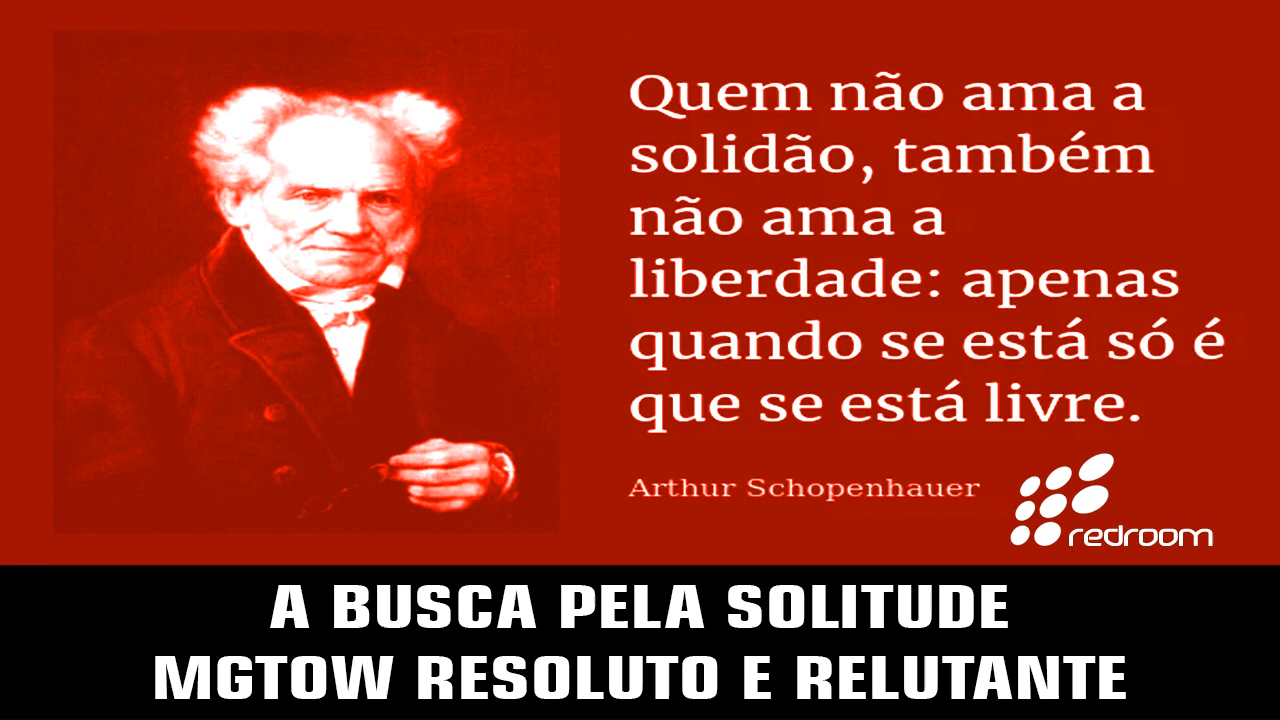 Quem não ama a
solidão, também
não ama a
liberdade: apenas
quando se está só é
que se está livre.
Arthur Schopenhauer
redroom
A BUSCA PELA SOLITUDE
MGTOW RESOLUTO E RELUTANTE